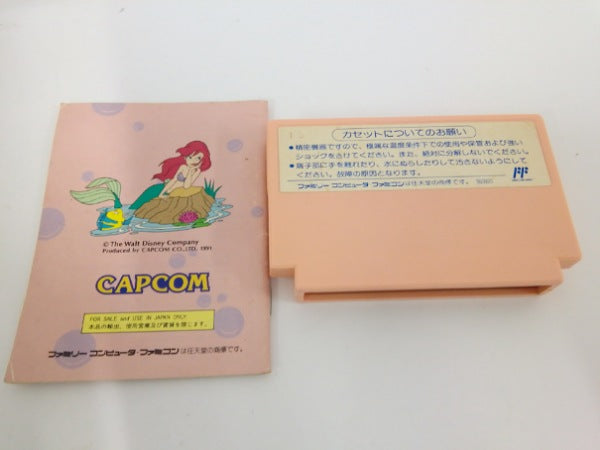 © The Walt Disney Company
Produced by CAPCOM CO., LTD. 1991
CAPCOM
FOR SALE and USE IN JAPAN ONLY
本品の輸出、使用営業及び賃貸を禁じます。
ファミリーコンピュータ・ファミコンは任天堂の商標です。
カセットについてのお願い
●精密機器ですので、極端な温度条件下での使用や保管および強い
ショックをさけてください。また、絶対に分解しないでください。
●端子部に手を触れたり、水にぬらしたりして汚さないようにして
ください。故障の原因となります。
ファミリーコンピュータ ファミコンは任天堂の商標です。
FF